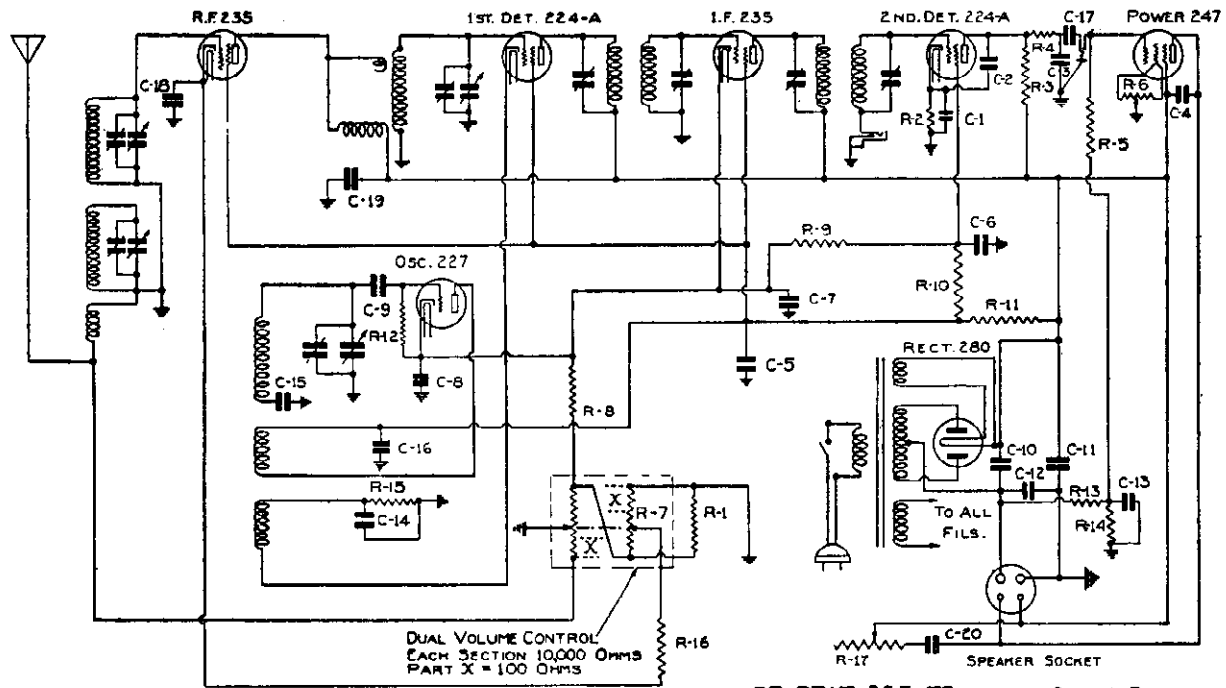 R.F. 235
1ST. DET. 224-A
I.F. 235
2ND. DET. 224-A
C-17
POWER 247
C-18
R-4
C-3
C-2
R-3
R-6
C-4
R-2
C-1
R-5
C-19
R-9
C-6
OSC. 227
C-9
R-10
C-7
R-11
R-12
RECT. 280
C-8
C-5
C-15
R-8
C-16
C-10
C-11
C-12
R-15
X
R-7
R-1
R-13
C-13
C-14
X
TO ALL
FILS.
R-14
DUAL VOLUME CONTROL
EACH SECTION 10,000 OHMS
PART X = 100 OHMS
R-16
C-20
R-17
SPEAKER SOCKET